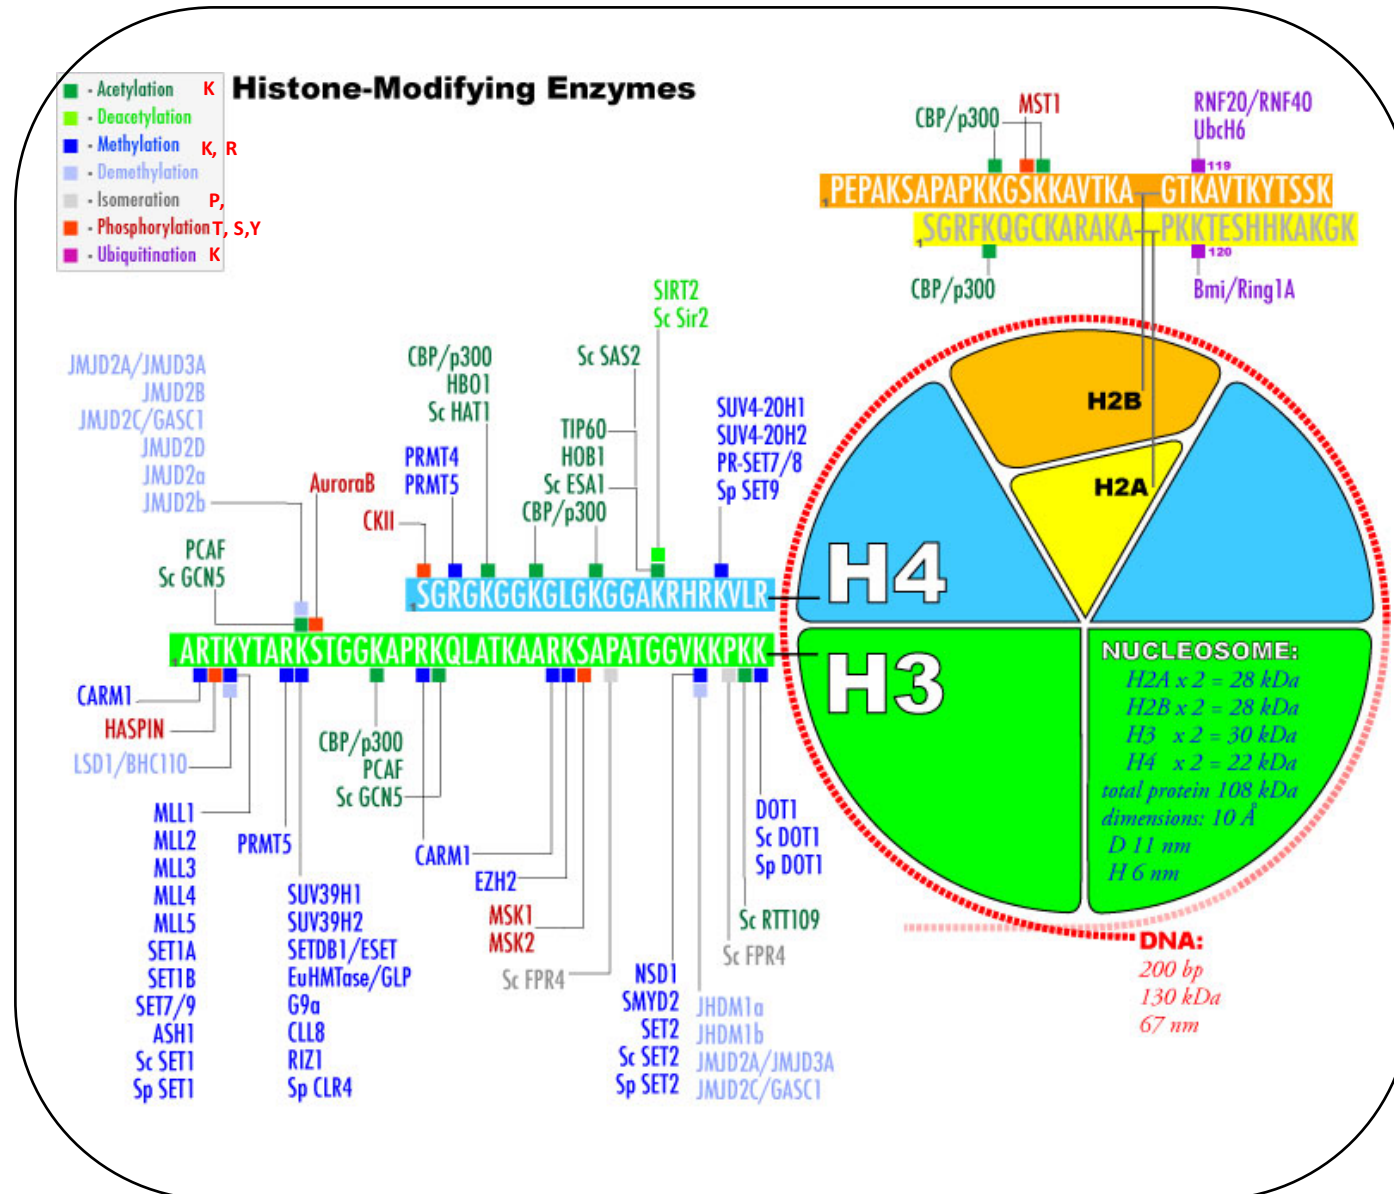 Histone-Modifying Enzymes
- Acetylation K
- Deacetylation
- Methylation K, R
- Demethylation
- Isomeration P,
- Phosphorylation T, S,Y
- Ubiquitination K
CBP/p300
MST1
RNF20/RNF40
UbcH6
119
1 PEPAKSAPAPKKGSKKAVTKA GTKAVTKYTSSK
1 SGRFKQGCKARAKA PKKTESHHKAKGK
120
CBP/p300
Bmi/Ring1A
SIRT2
Sc Sir2
JMJD2A/JMJD3A
JMJD2B
JMJD2C/GASC1
JMJD2D
JMJD2a
JMJD2b
CBP/p300
HBO1
Sc HAT1
Sc SAS2
TIP60
HOB1
Sc ESA1
CBP/p300
SUV4-20H1
SUV4-20H2
PR-SET7/8
Sp SET9
PRMT4
PRMT5
AuroraB
CKII
PCAF
Sc GCN5
1 SGRGKGGKGLGKGGAKRHRKVLR
1 ARTKYTARKSTGGKAPRKQLATKAARKSAPATGGVKKPKK
H2B
H2A
H4
H3
NUCLEOSOME:
H2A x 2 = 28 kDa
H2B x 2 = 28 kDa
H3 x 2 = 30 kDa
H4 x 2 = 22 kDa
total protein 108 kDa
dimensions: 10 Å
D 11 nm
H 6 nm
DNA:
200 bp
130 kDa
67 nm
CARM1
HASPIN
LSD1/BHC110
MLL1
MLL2
MLL3
MLL4
MLL5
SET1A
SET1B
SET7/9
ASH1
Sc SET1
Sp SET1
PRMT5
SUV39H1
SUV39H2
SETDB1/ESET
EuHMTase/GLP
G9a
CLL8
RIZ1
Sp CLR4
CBP/p300
PCAF
Sc GCN5
CARM1
EZH2
MSK1
MSK2
Sc FPR4
NSD1
SMYD2
SET2
Sc SET2
Sp SET2
JHDM1a
JHDM1b
JMJD2A/JMJD3A
JMJD2C/GASC1
Sc FPR4
Sc RTT109
DOT1
Sc DOT1
Sp DOT1